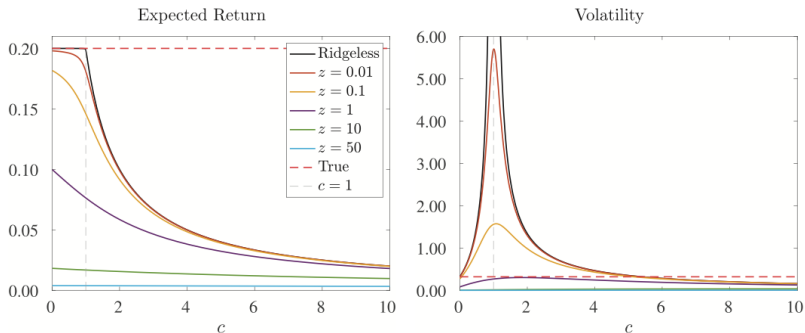 Expected Return
0.20
0.15
0.10
0.05
0.00
0
2
4
6
8
10
c
Ridgeless
z = 0.01
z = 0.1
z = 1
z = 10
z = 50
True
c = 1
Volatility
6.00
5.00
4.00
3.00
2.00
1.00
0.00
0
2
4
6
8
10
c